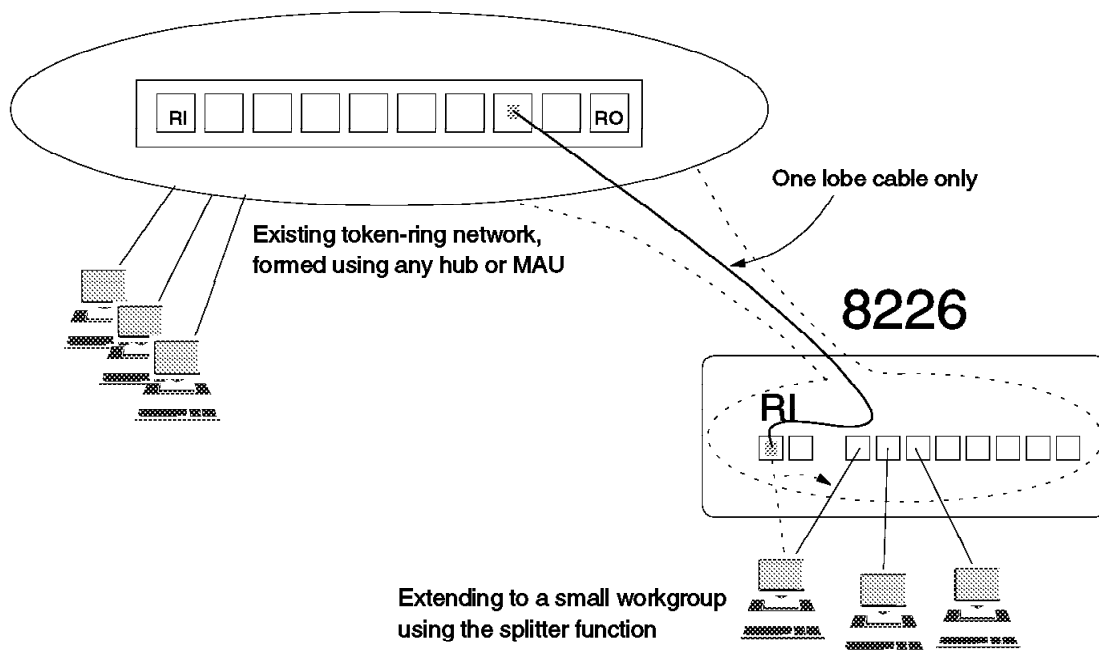 RI
RO
One lobe cable only
Existing token-ring network,
formed using any hub or MAU
8226
RI
Extending to a small workgroup
using the splitter function